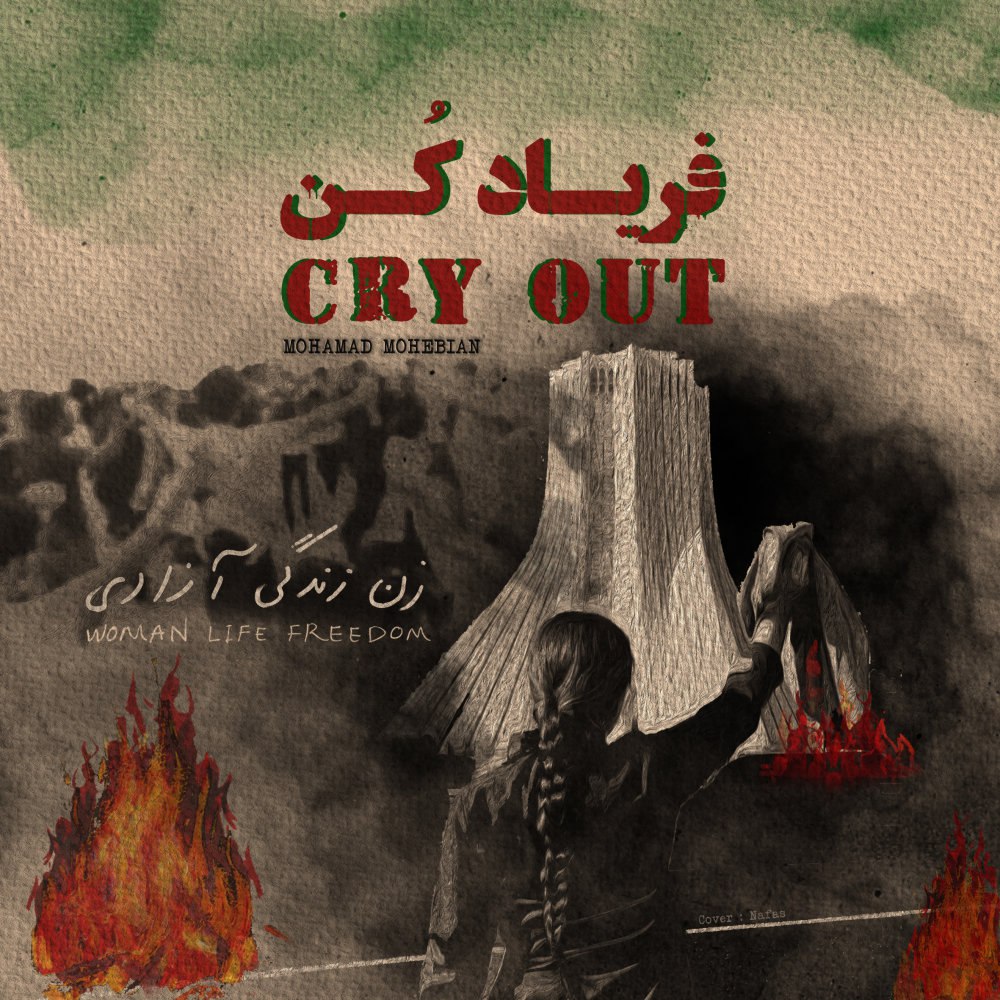 فریاد کُن
CRY OUT
MOHAMAD MOHEBIAN
زن زندگی آزادی
WOMAN LIFE FREEDOM
Cover : Nafas